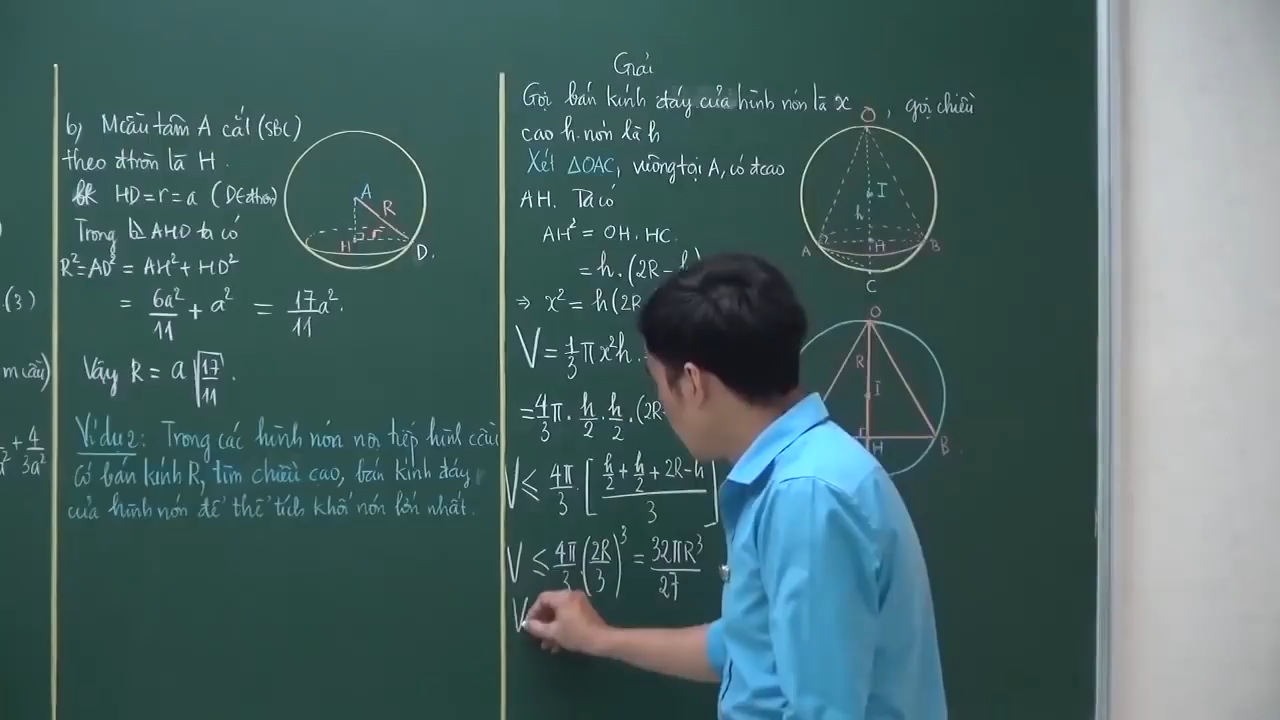 (3)
m cầu)
+ 4/3a²
b) Mcầu tâm A cắt (SBC)
theo đtròn là H.
HD = r = a (D∈ đtròn)
Trong ⊿ AHD ta có
R² = AD² = AH² + HD²
= 6a²/11 + a² = 17/11 a².
Vậy R = a√(17/11).
A
R
H
r
D.
Ví dụ 2: Trong các hình nón nội tiếp hình cầu
có bán kính R, tìm chiều cao, bán kính đáy
của hình nón để thể tích khối nón lớn nhất.
Giải
Gọi bán kính đáy của hình nón là x, gọi chiều
cao h.nón là h
Xét ΔOAC, vuông tại A, có đcao
AH. Ta có
AH² = OH.HC.
= h.(2R-h)
⇒ x² = h(2R
V = 1/3 π x²h.
= 4/3 π. h/2. h/2. (2R-
V ≤ 4π/3. [(h/2 + h/2 + 2R-h)/3]
V ≤ 4π/3. (2R/3)³ = 32πR³/27
V
O
I
h
A
H
B
C
O
R
I
H
B.